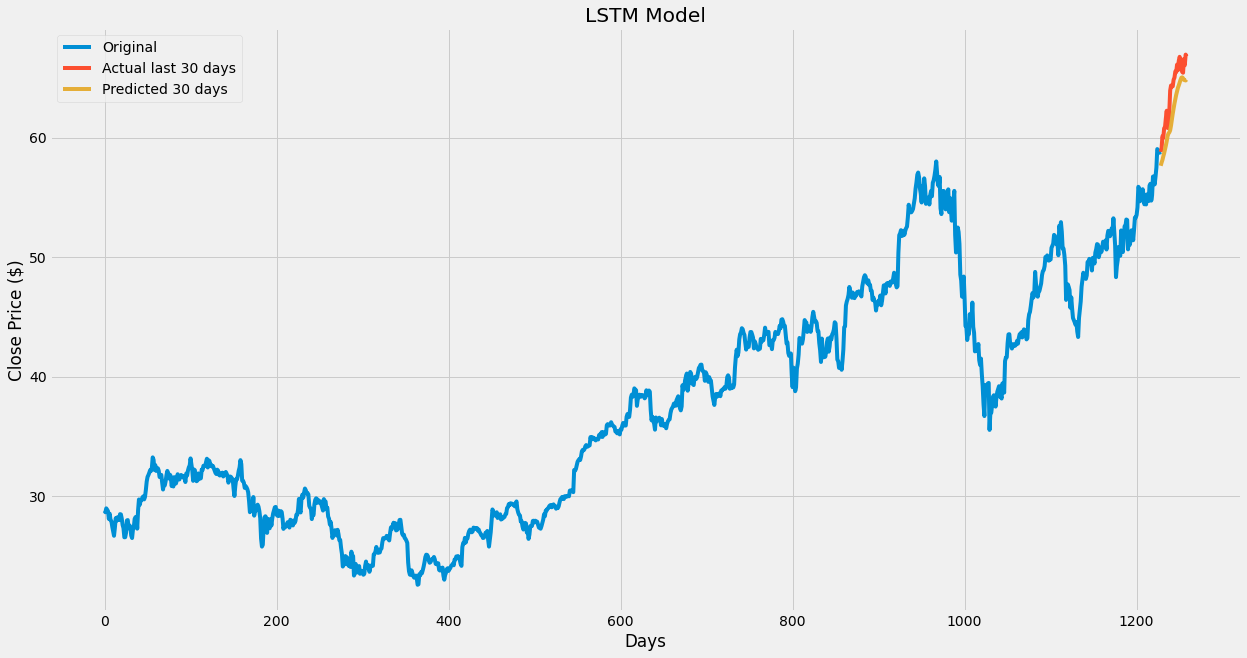 LSTM Model
Original
Actual last 30 days
Predicted 30 days
Close Price ($)
60
50
40
30
0 200 400 600 800 1000 1200
Days